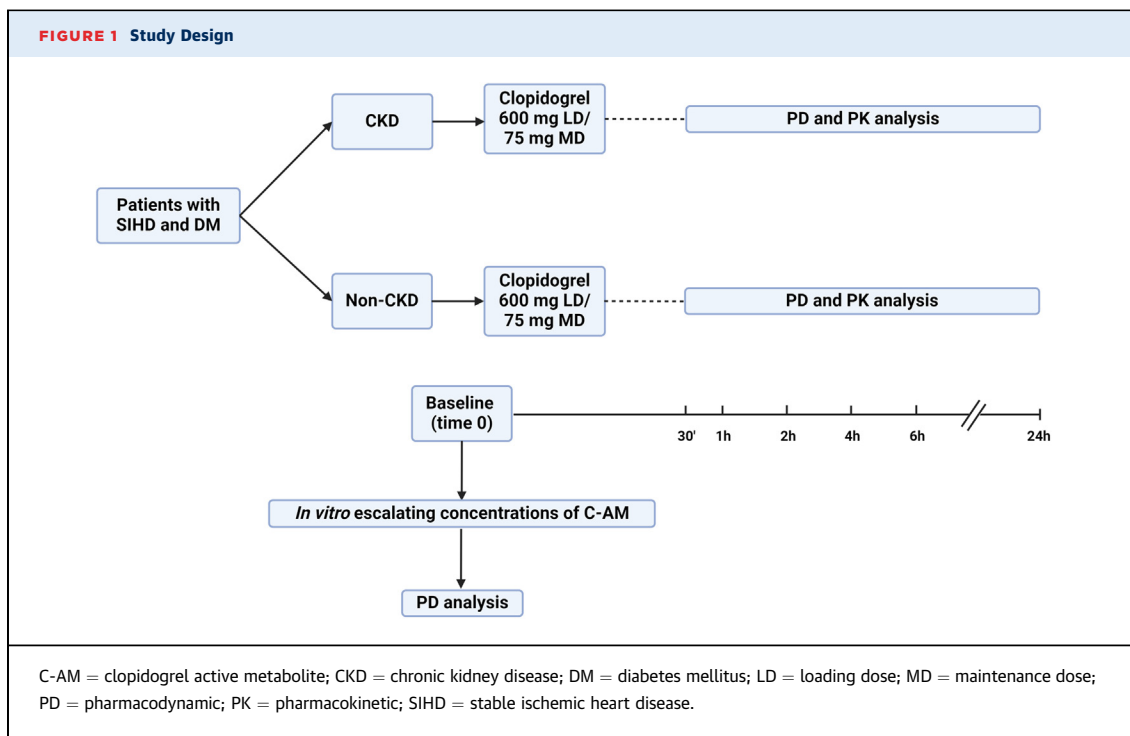 FIGURE 1 Study Design
CKD
Clopidogrel
600 mg LD/
75 mg MD
PD and PK analysis
Patients with
SIHD and DM
Non-CKD
Clopidogrel
600 mg LD/
75 mg MD
PD and PK analysis
Baseline
(time 0)
30' 1h 2h 4h 6h 24h
In vitro escalating concentrations of C-AM
PD analysis
C-AM = clopidogrel active metabolite; CKD = chronic kidney disease; DM = diabetes mellitus; LD = loading dose; MD = maintenance dose;
PD = pharmacodynamic; PK = pharmacokinetic; SIHD = stable ischemic heart disease.